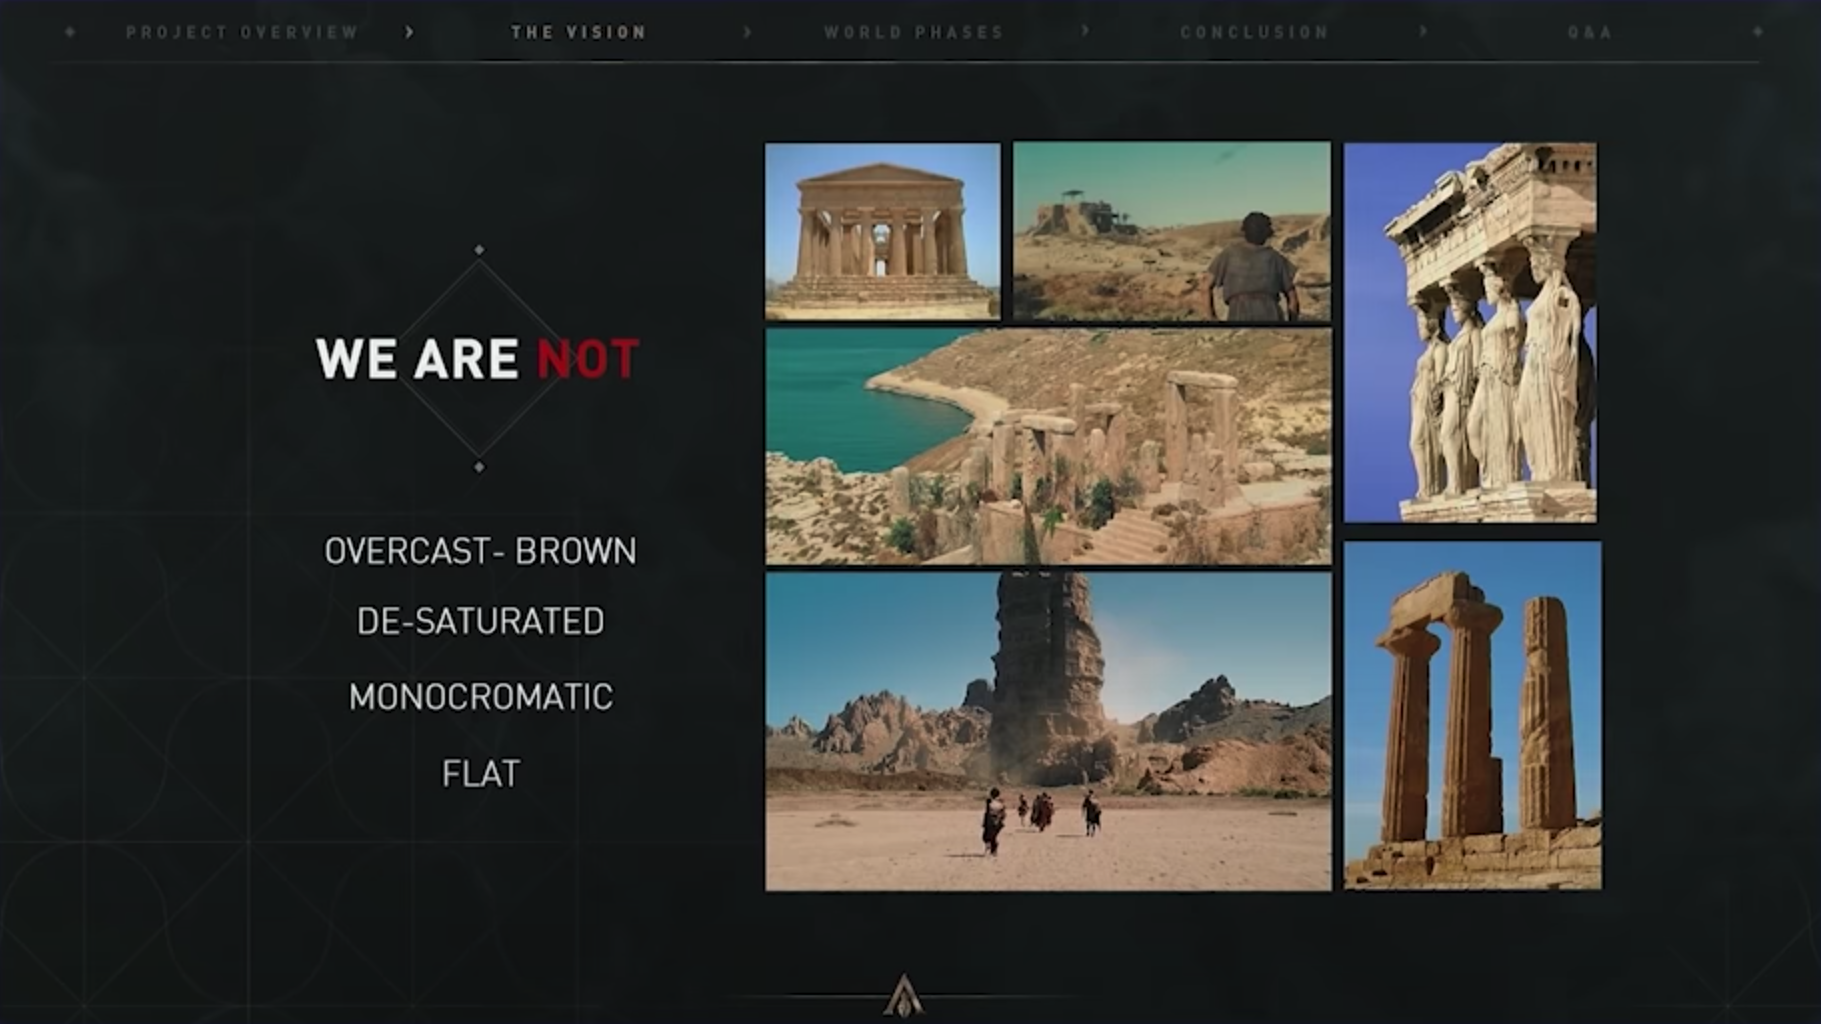 PROJECT OVERVIEW
THE VISION
WORLD PHASES
CONCLUSION
Q&A
WE ARE NOT
OVERCAST- BROWN
DE-SATURATED
MONOCROMATIC
FLAT